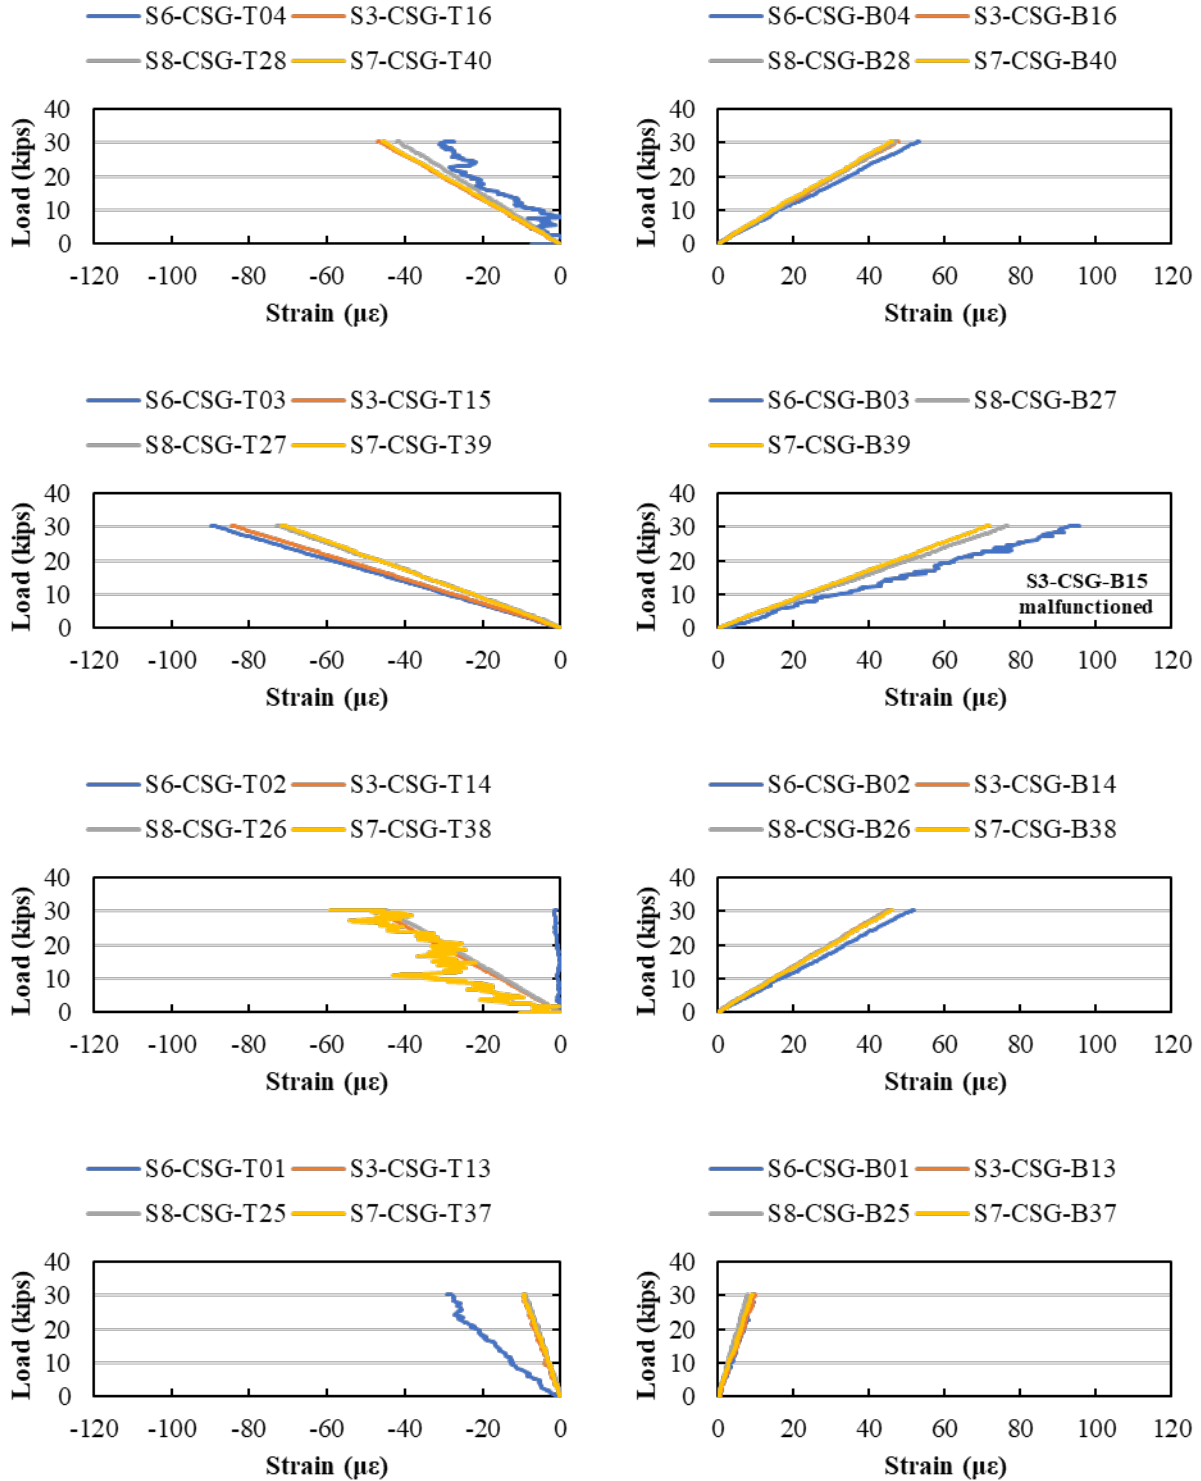 S6-CSG-T04 S3-CSG-T16
S8-CSG-T28 S7-CSG-T40
40
30
20
10
0
Load (kips)
-120 -100 -80 -60 -40 -20 0
Strain (με)
S6-CSG-B04 S3-CSG-B16
S8-CSG-B28 S7-CSG-B40
40
30
20
10
0
Load (kips)
0 20 40 60 80 100 120
Strain (με)
S6-CSG-T03 S3-CSG-T15
S8-CSG-T27 S7-CSG-T39
40
30
20
10
0
Load (kips)
-120 -100 -80 -60 -40 -20 0
Strain (με)
S6-CSG-B03 S8-CSG-B27
S7-CSG-B39
40
30
20
10
0
Load (kips)
S3-CSG-B15
malfunctioned
0 20 40 60 80 100 120
Strain (με)
S6-CSG-T02 S3-CSG-T14
S8-CSG-T26 S7-CSG-T38
40
30
20
10
0
Load (kips)
-120 -100 -80 -60 -40 -20 0
Strain (με)
S6-CSG-B02 S3-CSG-B14
S8-CSG-B26 S7-CSG-B38
40
30
20
10
0
Load (kips)
0 20 40 60 80 100 120
Strain (με)
S6-CSG-T01 S3-CSG-T13
S8-CSG-T25 S7-CSG-T37
40
30
20
10
0
Load (kips)
-120 -100 -80 -60 -40 -20 0
Strain (με)
S6-CSG-B01 S3-CSG-B13
S8-CSG-B25 S7-CSG-B37
40
30
20
10
0
Load (kips)
0 20 40 60 80 100 120
Strain (με)